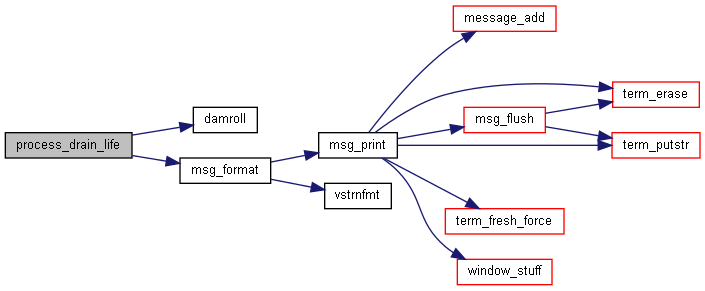 message_add
term_erase
damroll
msg_flush
process_drain_life
msg_print
term_putstr
msg_format
vstrnfmt
term_fresh_force
window_stuff